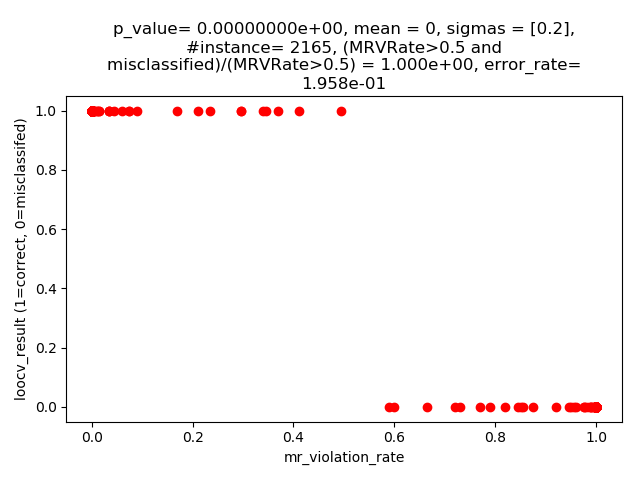 p_value= 0.00000000e+00, mean = 0, sigmas = [0.2],
#instance= 2165, (MRVRate>0.5 and
misclassified)/(MRVRate>0.5) = 1.000e+00, error_rate=
1.958e-01
loocv_result (1=correct, 0=misclassifed)
1.0
0.8
0.6
0.4
0.2
0.0
0.0 0.2 0.4 0.6 0.8 1.0
mr_violation_rate